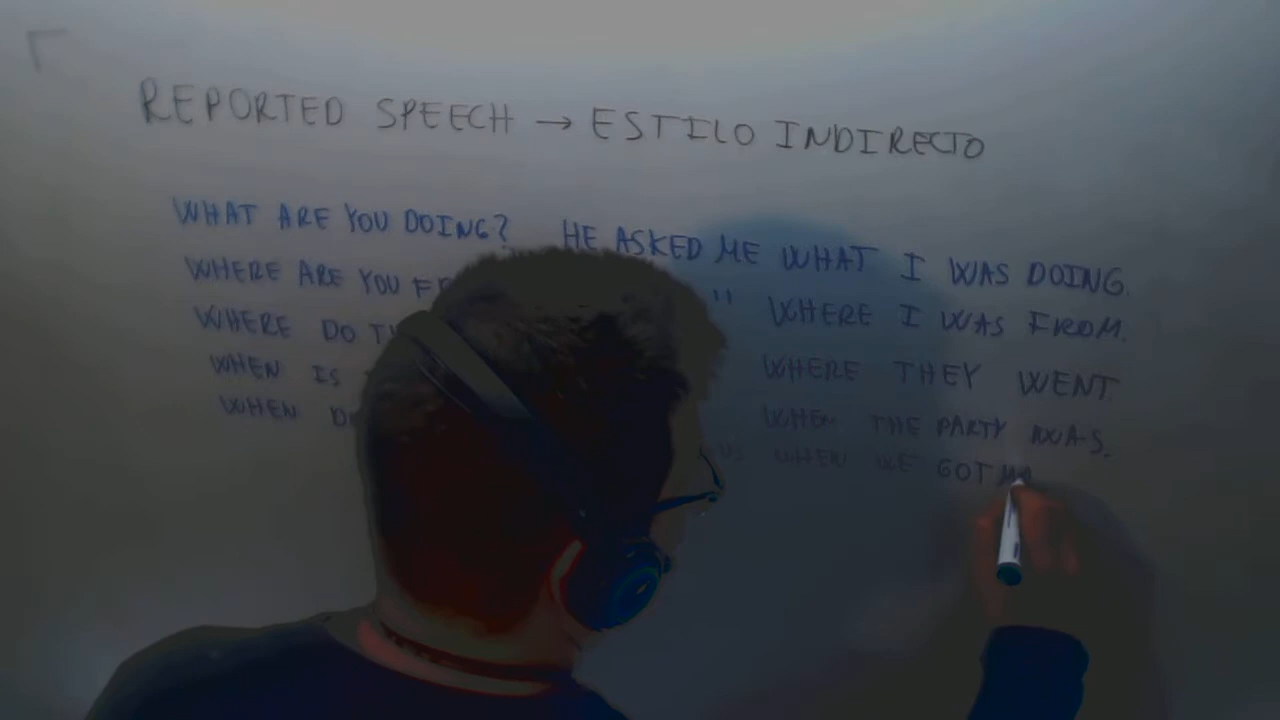 REPORTED SPEECH → ESTILO INDIRECTO
WHAT ARE YOU DOING? HE ASKED ME WHAT I WAS DOING.
WHERE ARE YOU " WHERE I WAS FROM.
WHERE DO WHERE THEY WENT.
WHEN IS WHEN THE PARTY WAS.
WHEN WHEN WE GOT